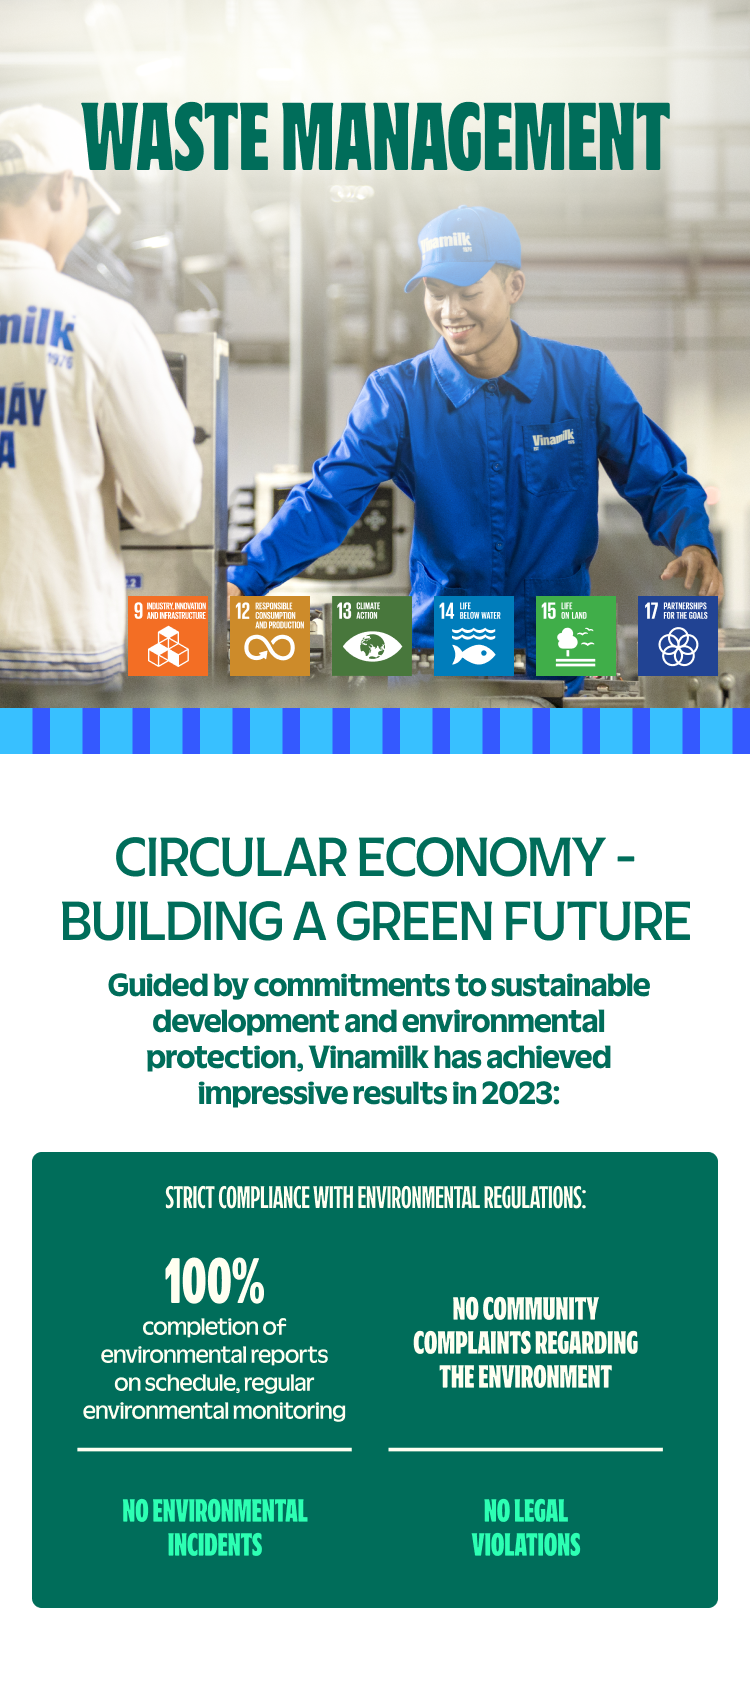 WASTE MANAGEMENT
namilk
milk
1976
ÁY
A
Vinamilk
9 INDUSTRY, INNOVATION
AND INFRASTRUCTURE
12 RESPONSIBLE
CONSUMPTION
AND PRODUCTION
13 CLIMATE
ACTION
14 LIFE
BELOW WATER
15 LIFE
ON LAND
17 PARTNERSHIPS
FOR THE GOALS
CIRCULAR ECONOMY -
BUILDING A GREEN FUTURE
Guided by commitments to sustainable
development and environmental
protection, Vinamilk has achieved
impressive results in 2023:
STRICT COMPLIANCE WITH ENVIRONMENTAL REGULATIONS:
100%
completion of
environmental reports
on schedule, regular
environmental monitoring
NO COMMUNITY
COMPLAINTS REGARDING
THE ENVIRONMENT
NO ENVIRONMENTAL
INCIDENTS
NO LEGAL
VIOLATIONS